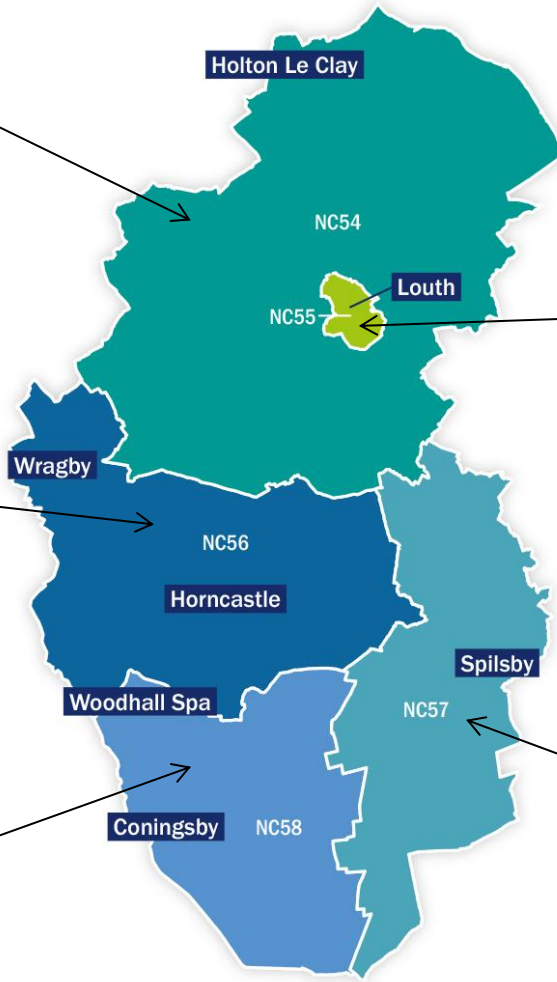 Holton Le Clay
NC54
Louth
NC55
Wragby
NC56
Horncastle
Spilsby
Woodhall Spa
NC57
Coningsby
NC58